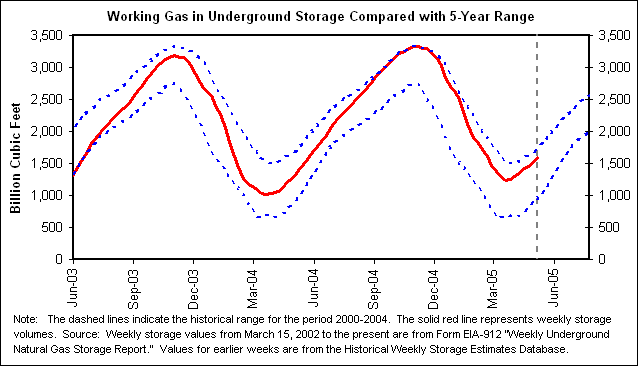 Working Gas in Underground Storage Compared with 5-Year Range
Billion Cubic Feet
3,500
3,000
2,500
2,000
1,500
1,000
500
0
3,500
3,000
2,500
2,000
1,500
1,000
500
0
Jun-03
Sep-03
Dec-03
Mar-04
Jun-04
Sep-04
Dec-04
Mar-05
Jun-05
Note: The dashed lines indicate the historical range for the period 2000-2004. The solid red line represents weekly storage
volumes. Source: Weekly storage values from March 15, 2002 to the present are from Form EIA-912 "Weekly Underground
Natural Gas Storage Report." Values for earlier weeks are from the Historical Weekly Storage Estimates Database.